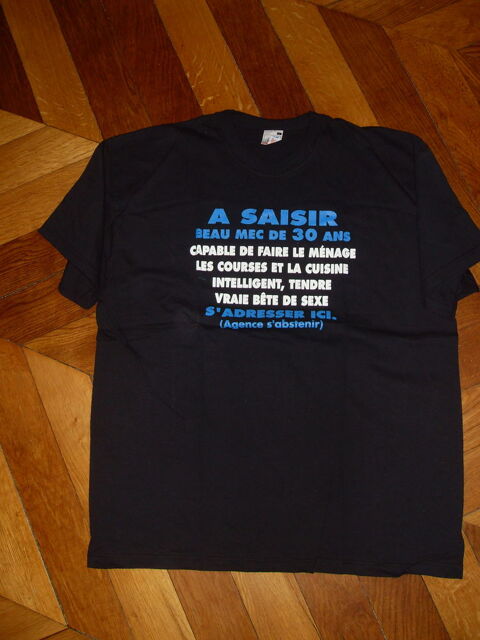 A SAISIR
BEAU MEC DE 30 ANS
CAPABLE DE FAIRE LE MÉNAGE
LES COURSES ET LA CUISINE
INTELLIGENT, TENDRE
VRAIE BÊTE DE SEXE
S'ADRESSER ICI.
(Agence s'abstenir)